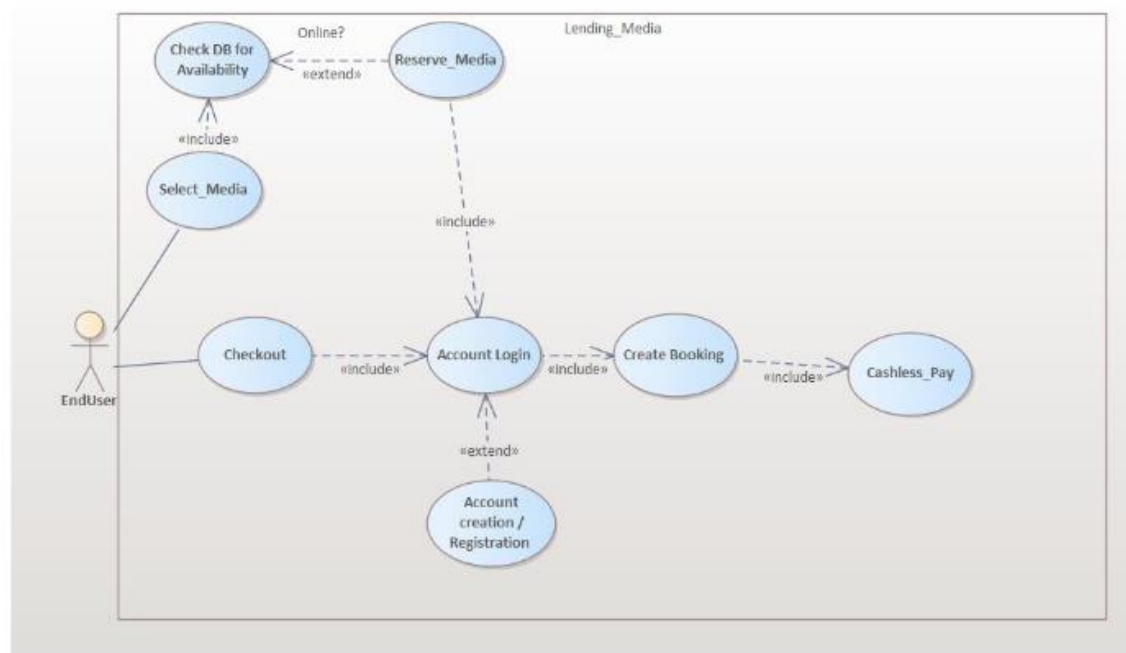 Lending_Media
Online?
Check DB for
Availability
«extend»
Reserve_Media
«include»
Select_Media
«include»
EndUser
Checkout
«include»
Account Login
«include»
Create Booking
«include»
Cashless_Pay
«extend»
Account
creation /
Registration